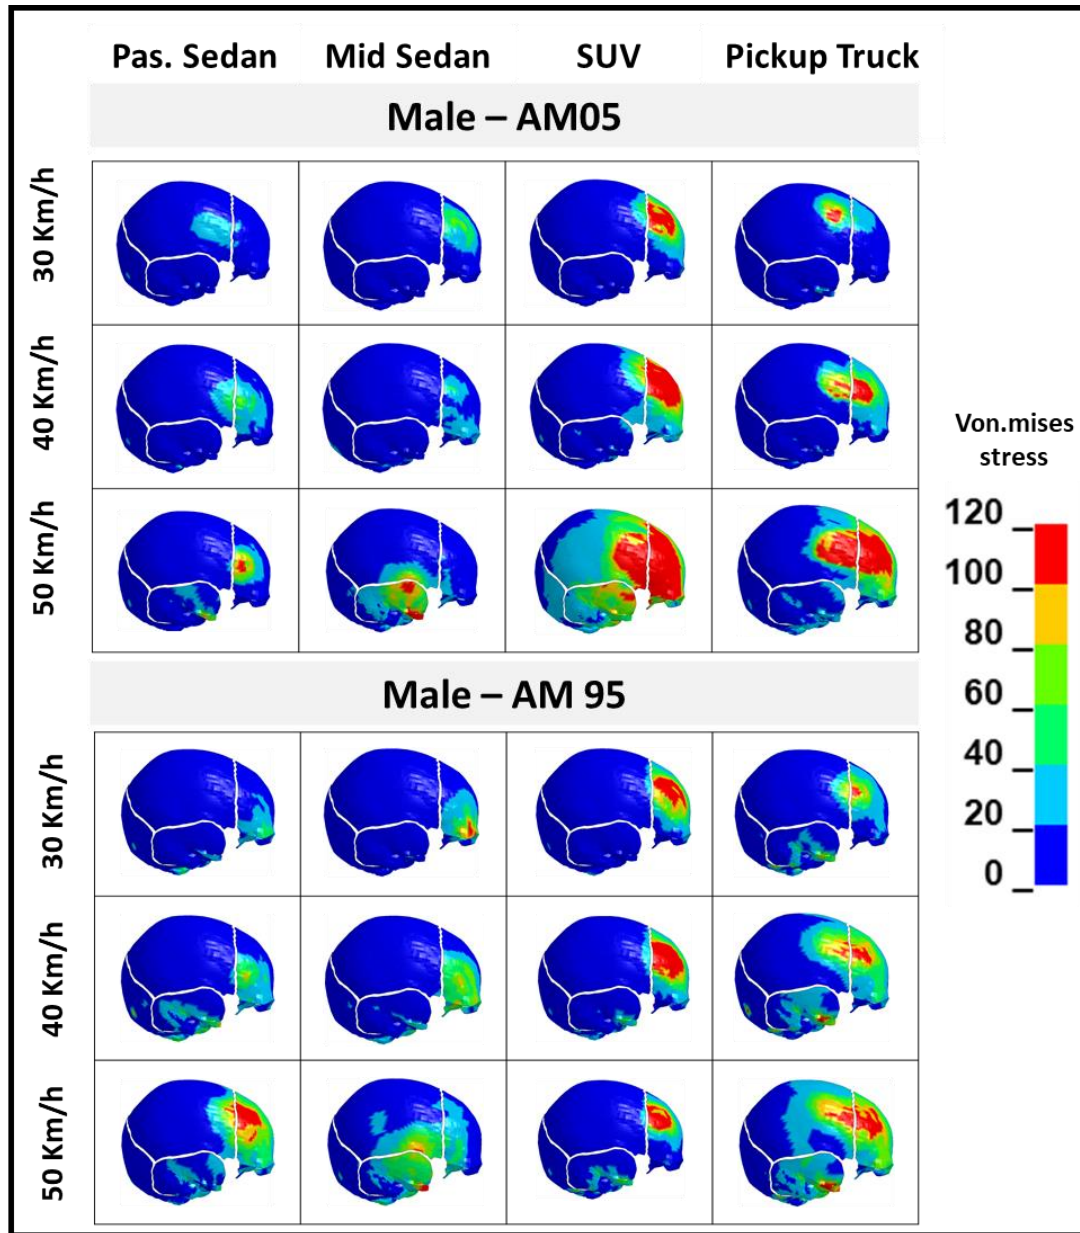 Pas. Sedan Mid Sedan SUV Pickup Truck
Male – AM05
30 Km/h
40 Km/h
50 Km/h
Male – AM 95
30 Km/h
40 Km/h
50 Km/h
Von.mises
stress
120
100
80
60
40
20
0